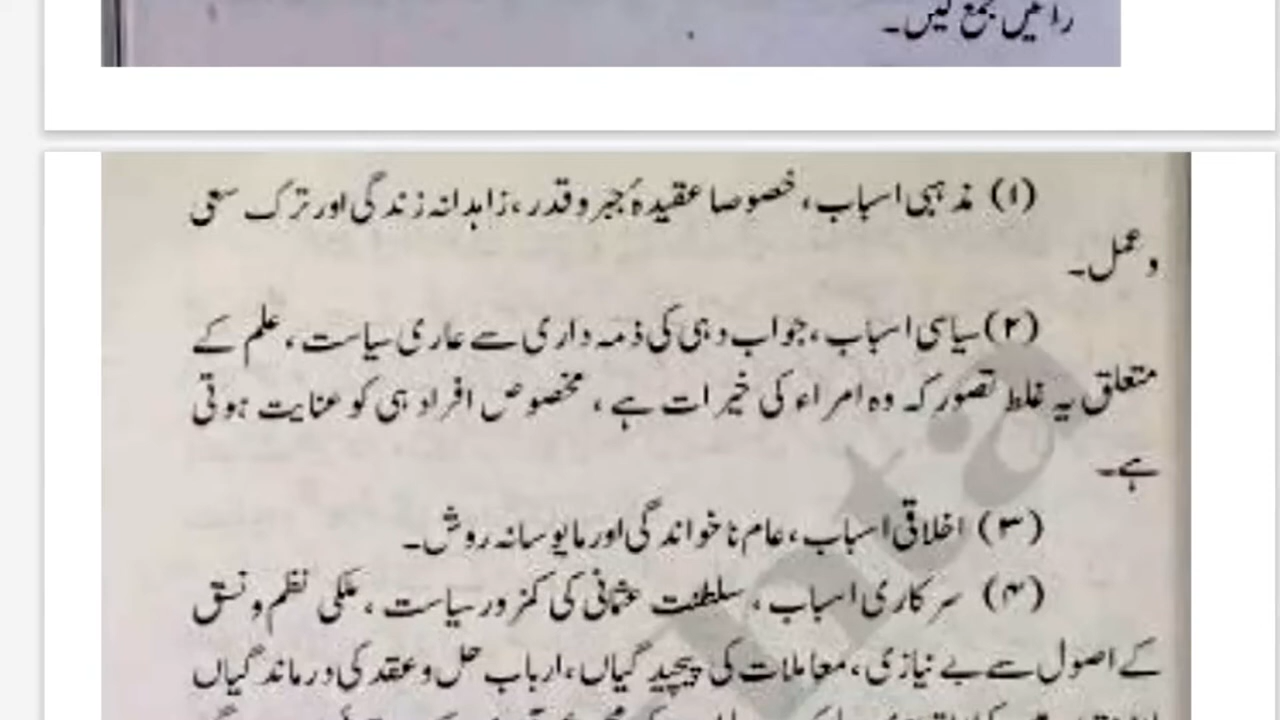 رائیں جمع کیں۔
(۱) مذہبی اسباب، خصوصا عقیدۂ جبر و قدر، زاہدانہ زندگی اور ترک سعی
و عمل۔
(۲) سیاسی اسباب، جواب دہی کی ذمہ داری سے عاری سیاست، علم کے
متعلق یہ غلط تصور کہ وہ امراء کی خیرات ہے، مخصوص افراد ہی کو عنایت ہوتی
ہے۔
(۳) اخلاقی اسباب، عام ناخواندگی اور مایوسانہ روش۔
(۴) سرکاری اسباب، سلطنت عثمانی کی کمزور سیاست، ملکی نظم و نسق
کے اصول سے بے نیازی، معاملات کی پیچیدگیاں، ارباب حل و عقد کی درماندگیاں